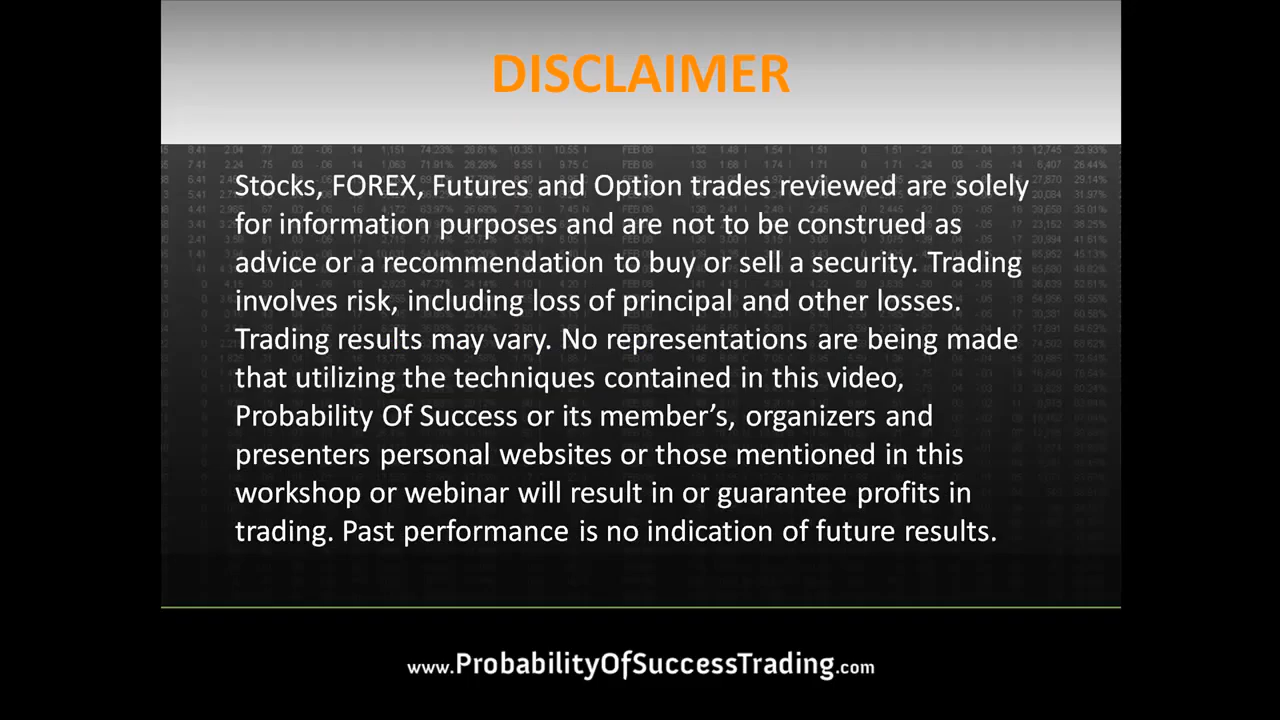 DISCLAIMER
Stocks, FOREX, Futures and Option trades reviewed are solely
for information purposes and are not to be construed as
advice or a recommendation to buy or sell a security. Trading
involves risk, including loss of principal and other losses.
Trading results may vary. No representations are being made
that utilizing the techniques contained in this video,
Probability Of Success or its member’s, organizers and
presenters personal websites or those mentioned in this
workshop or webinar will result in or guarantee profits in
trading. Past performance is no indication of future results.
www.ProbabilityOfSuccessTrading.com